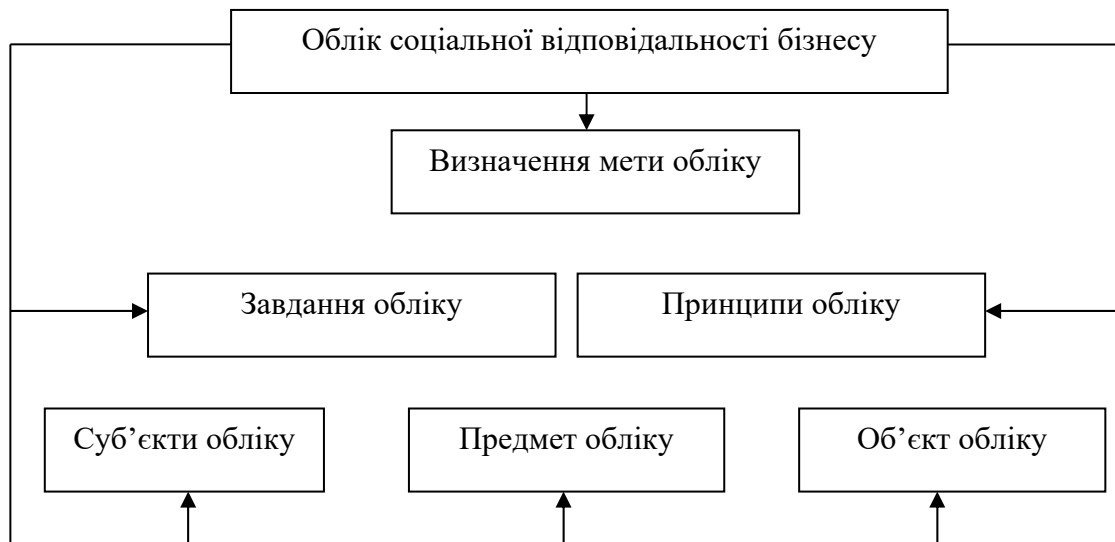 Облік соціальної відповідальності бізнесу
Визначення мети обліку
Завдання обліку
Принципи обліку
Суб’єкти обліку
Предмет обліку
Об’єкт обліку